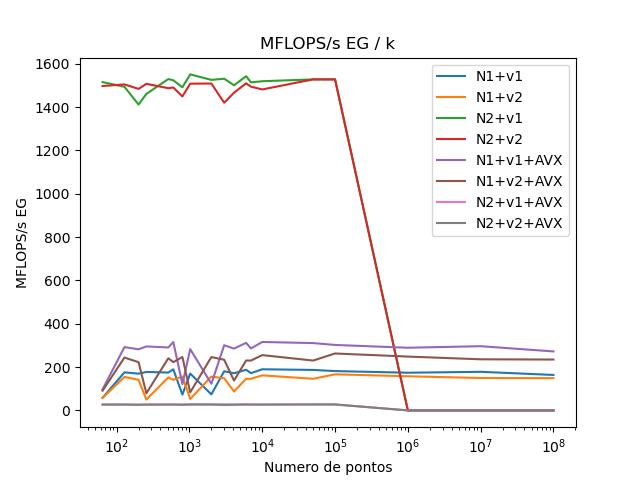 MFLOPS/s EG / k
MFLOPS/s EG
1600
1400
1200
1000
800
600
400
200
0
N1+v1
N1+v2
N2+v1
N2+v2
N1+v1+AVX
N1+v2+AVX
N2+v1+AVX
N2+v2+AVX
10² 10³ 10⁴ 10⁵ 10⁶ 10⁷ 10⁸
Numero de pontos